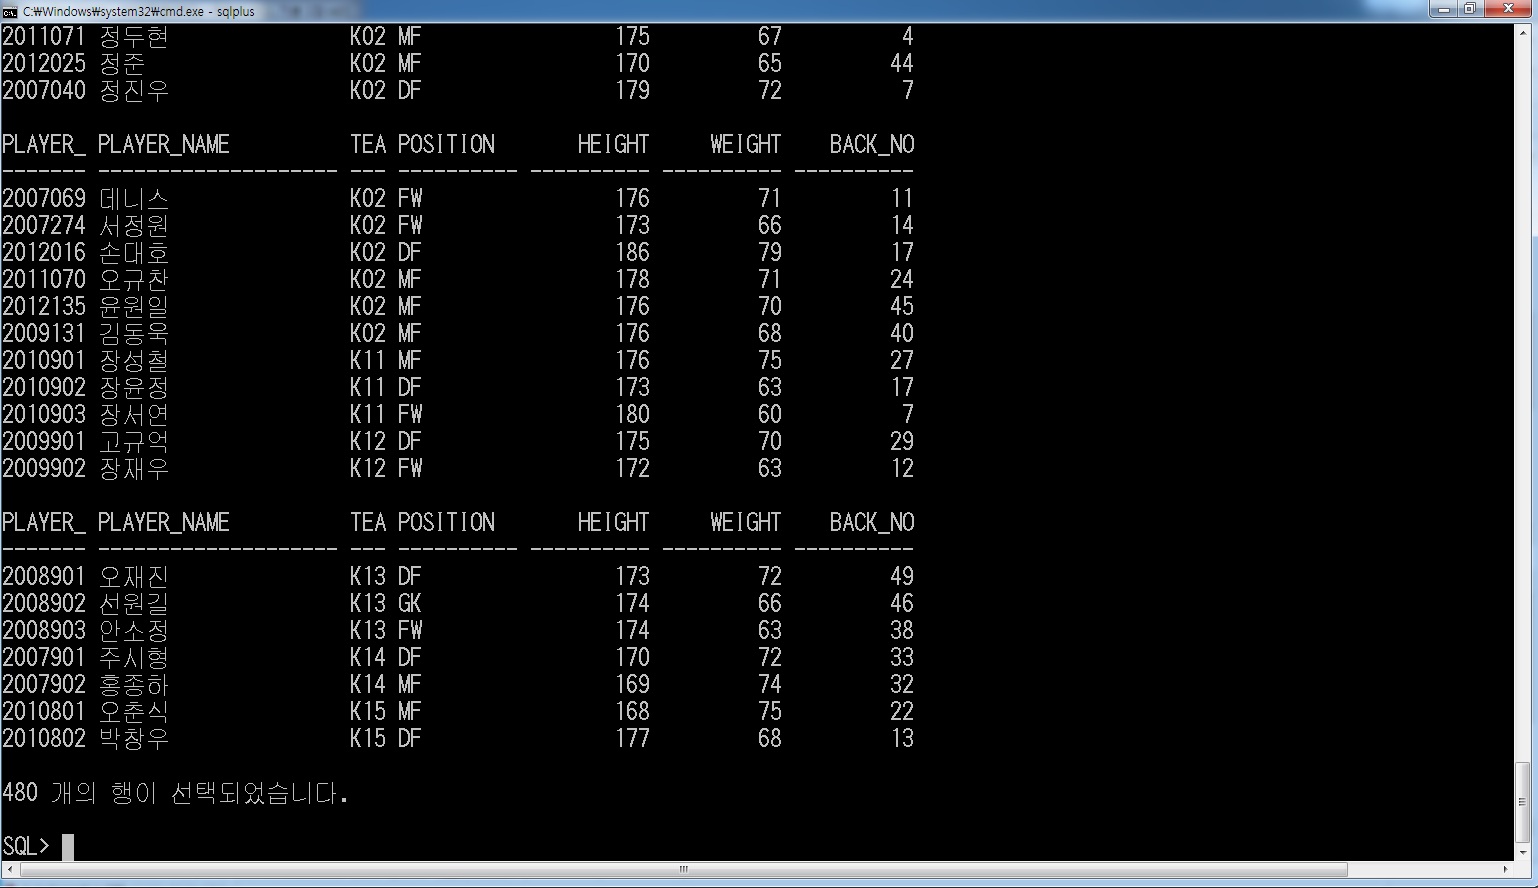 C:₩Windows₩system32₩cmd.exe - sqlplus
2011071 정두현 K02 MF 175 67 4
2012025 정준 K02 MF 170 65 44
2007040 정진우 K02 DF 179 72 7
PLAYER_ PLAYER_NAME TEA POSITION HEIGHT WEIGHT BACK_NO
------- -------------------- --- ---------- ---------- ---------- ----------
2007069 데니스 K02 FW 176 71 11
2007274 서정원 K02 FW 173 66 14
2012016 손대호 K02 DF 186 79 17
2011070 오규찬 K02 MF 178 71 24
2012135 윤원일 K02 MF 176 70 45
2009131 김동욱 K02 MF 176 68 40
2010901 장성철 K11 MF 176 75 27
2010902 장윤정 K11 DF 173 63 17
2010903 장서연 K11 FW 180 60 7
2009901 고규억 K12 DF 175 70 29
2009902 장재우 K12 FW 172 63 12
PLAYER_ PLAYER_NAME TEA POSITION HEIGHT WEIGHT BACK_NO
------- -------------------- --- ---------- ---------- ---------- ----------
2008901 오재진 K13 DF 173 72 49
2008902 선원길 K13 GK 174 66 46
2008903 안소정 K13 FW 174 63 38
2007901 주시형 K14 DF 170 72 33
2007902 홍종하 K14 MF 169 74 32
2010801 오춘식 K15 MF 168 75 22
2010802 박창우 K15 DF 177 68 13
480 개의 행이 선택되었습니다.
SQL>